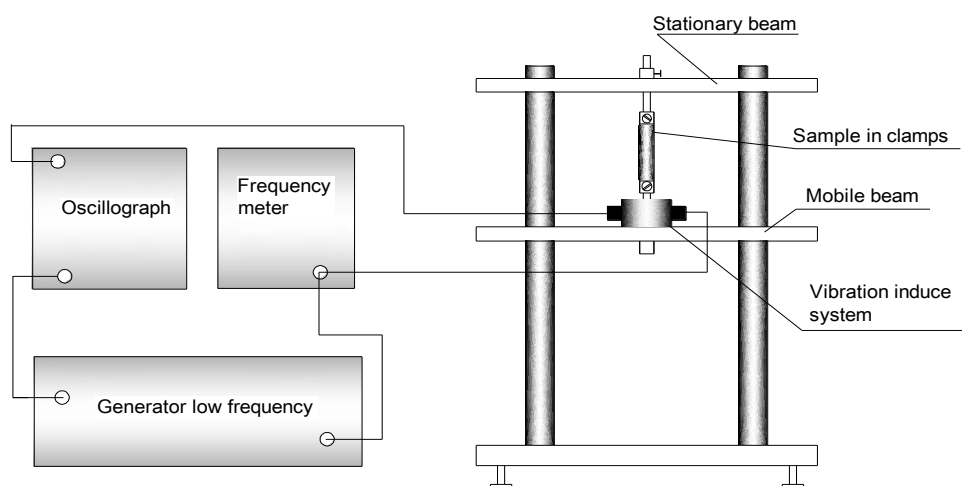 Stationary beam
Sample in clamps
Oscillograph
Frequency
meter
Mobile beam
Vibration induce
system
Generator low frequency